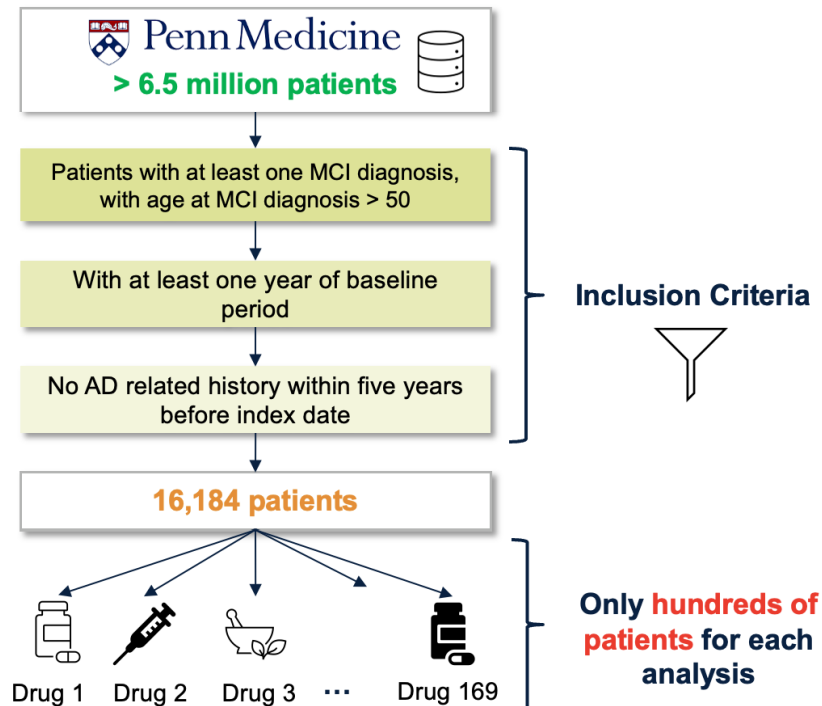 Penn Medicine
> 6.5 million patients
Patients with at least one MCI diagnosis,
with age at MCI diagnosis > 50
With at least one year of baseline
period
No AD related history within five years
before index date
Inclusion Criteria
16,184 patients
Drug 1 Drug 2 Drug 3 ... Drug 169
Only hundreds of
patients for each
analysis